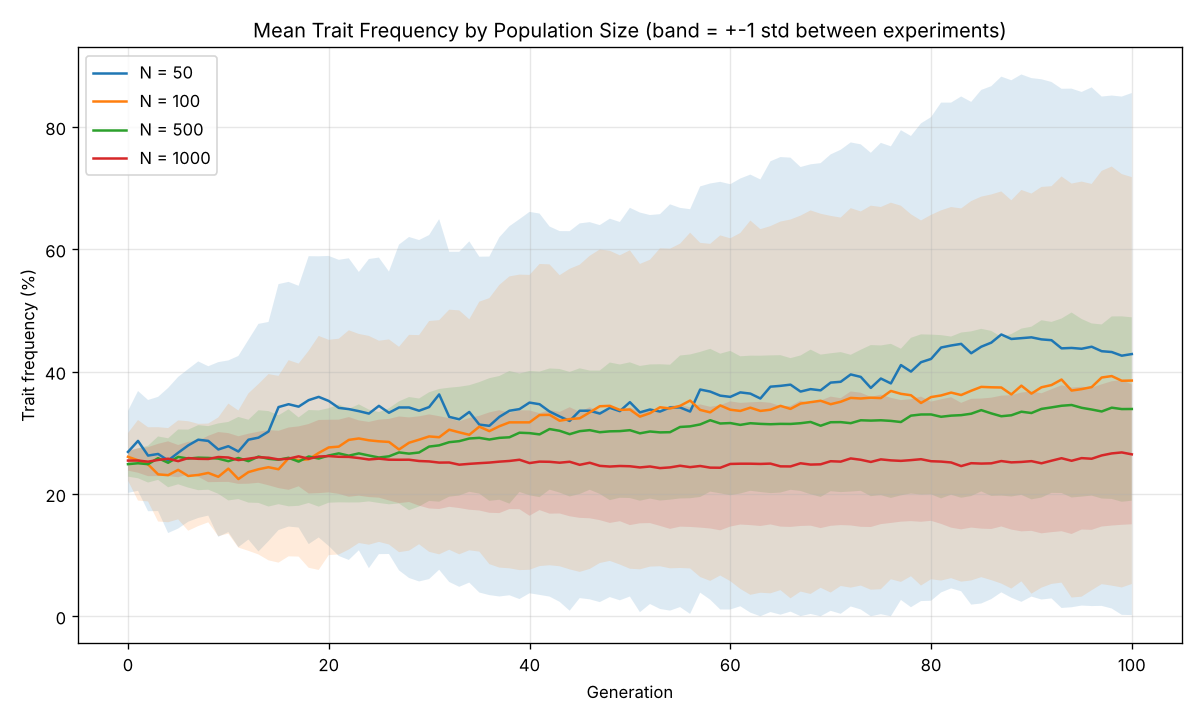 Mean Trait Frequency by Population Size (band = +-1 std between experiments)
N = 50
N = 100
N = 500
N = 1000
Trait frequency (%)
80
60
40
20
0
0 20 40 60 80 100
Generation